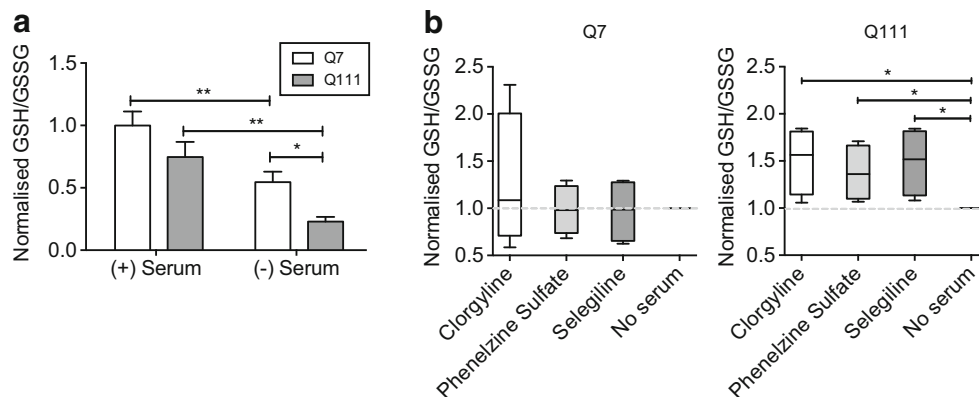 a
Normalised GSH/GSSG
1.5
1.0
0.5
0.0
**
**
*
Q7
Q111
(+) Serum
(-) Serum
b
Q7
Normalised GSH/GSSG
2.5
2.0
1.5
1.0
0.5
Clorgyline
Phenelzine Sulfate
Selegiline
No serum
Q111
Normalised GSH/GSSG
2.5
2.0
1.5
1.0
0.5
*
*
*
Clorgyline
Phenelzine Sulfate
Selegiline
No serum